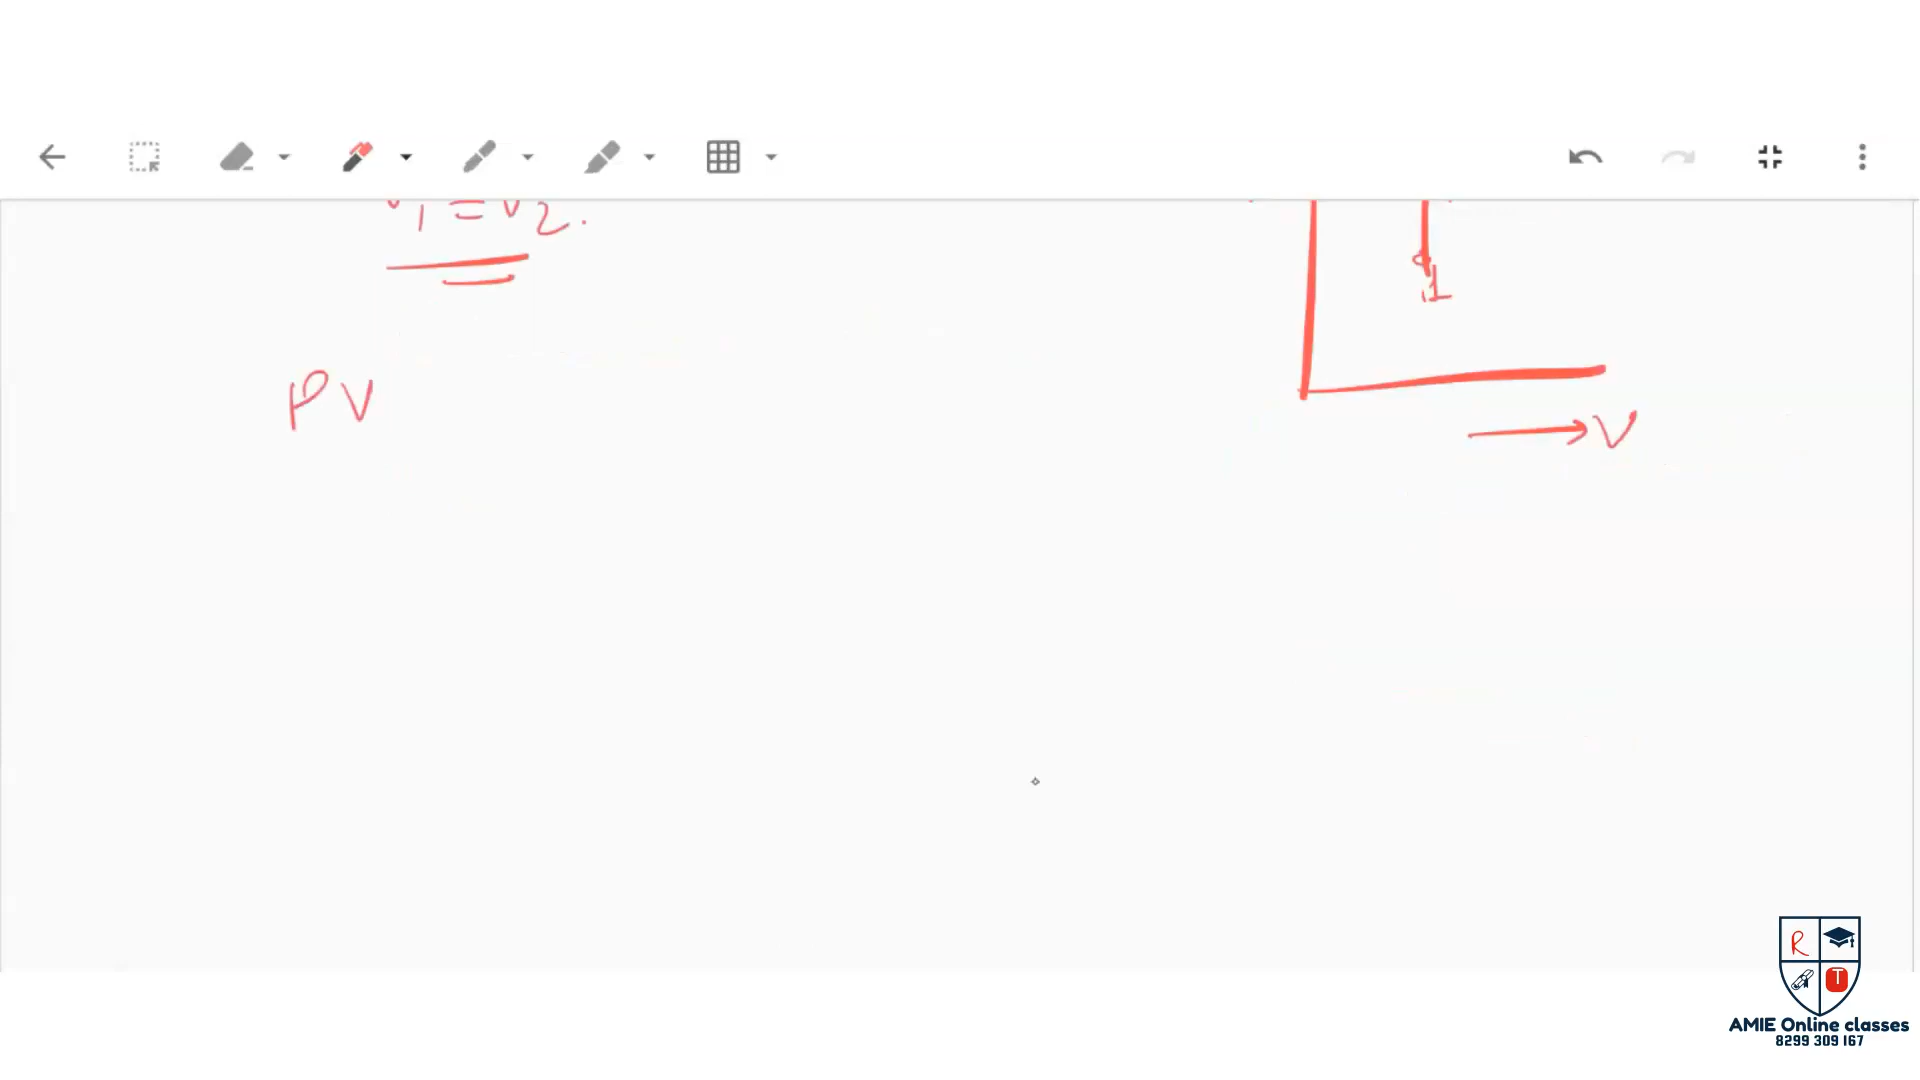 V1 = V2.
1
PV
V
R
T
AMIE Online classes
8299 309 167